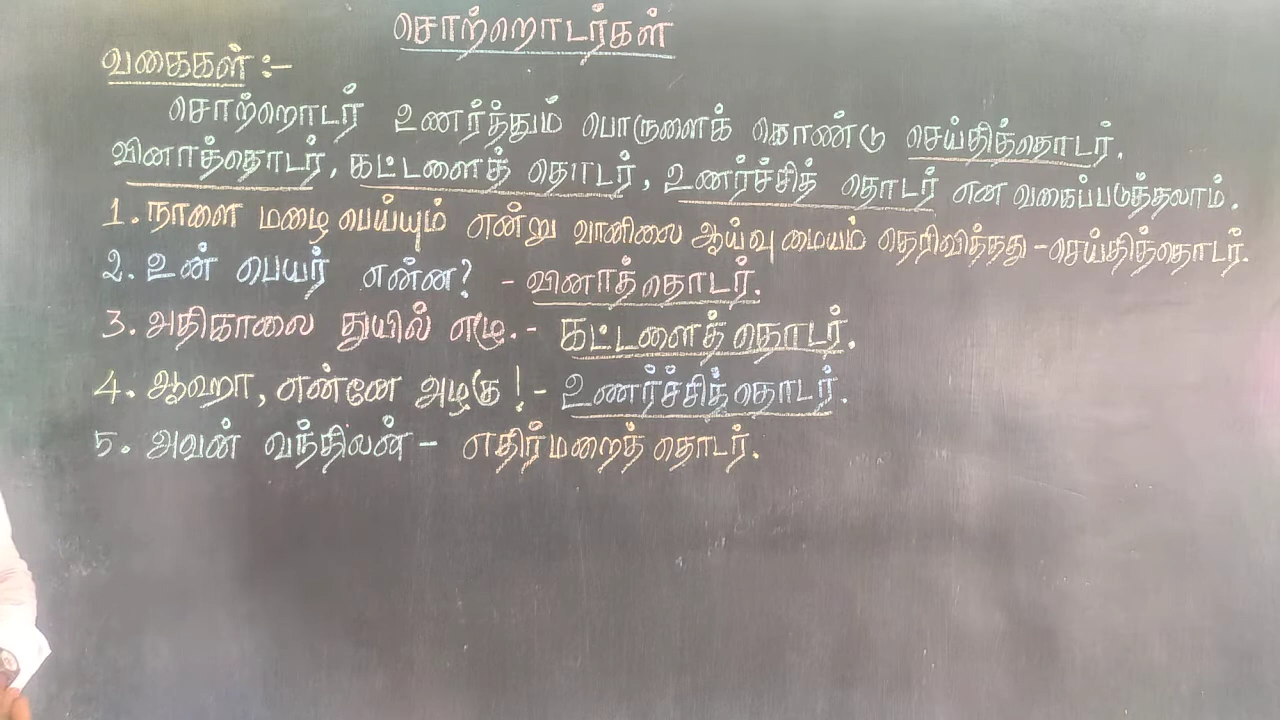 சொற்றொடர்கள்
வகைகள் :-
சொற்றொடர் உணர்த்தும் பொருளைக் கொண்டு செய்தித்தொடர்,
வினாத்தொடர், கட்டளைத் தொடர், உணர்ச்சித் தொடர் என வகைப்படுத்தலாம்.
1. நாளை மழை பெய்யும் என்று வானிலை ஆய்வு மையம் தெரிவித்தது - செய்தித்தொடர்.
2. உன் பெயர் என்ன? - வினாத்தொடர்.
3. அதிகாலை துயில் எழு. - கட்டளைத் தொடர்.
4. ஆஹா, என்னே அழகு ! - உணர்ச்சித்தொடர்.
5. அவன் வந்திலன் - எதிர்மறைத் தொடர்.